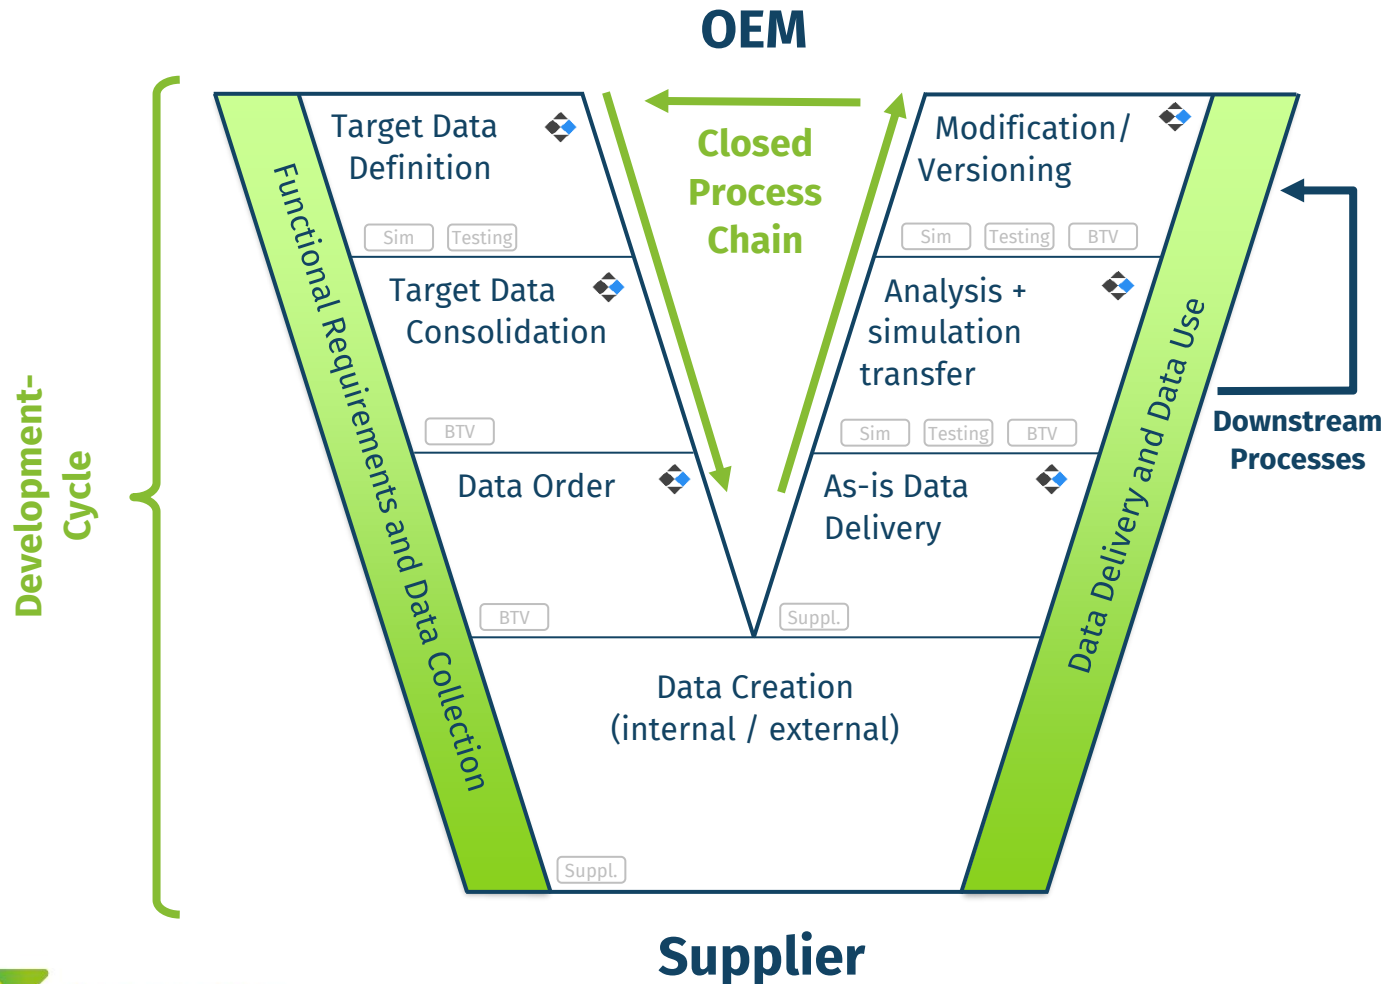 OEM
Target Data
Definition
Sim
Testing
Target Data
Consolidation
BTV
Data Order
BTV
Closed
Process
Chain
Modification/
Versioning
Sim
Testing
BTV
Analysis +
simulation
transfer
Sim
Testing
BTV
As-is Data
Delivery
Suppl.
Data Creation
(internal / external)
Suppl.
Functional Requirements and Data Collection
Data Delivery and Data Use
Development-
Cycle
Downstream
Processes
Supplier